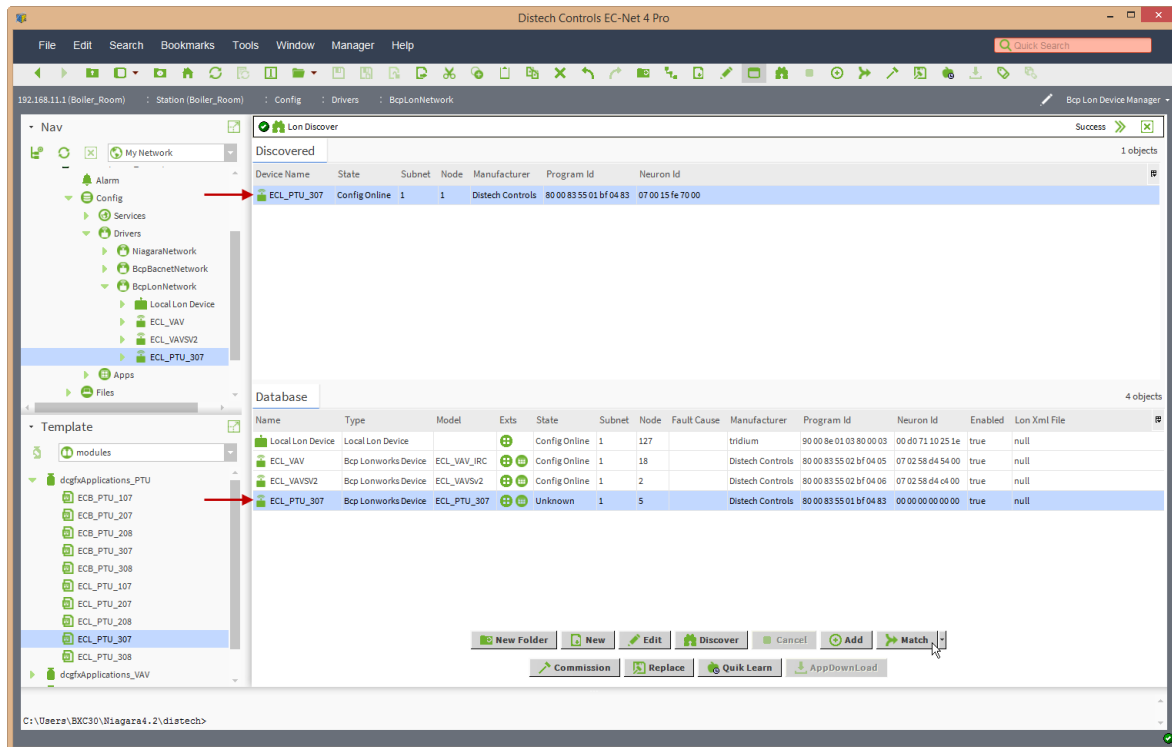 Distech Controls EC-Net 4 Pro
File Edit Search Bookmarks Tools Window Manager Help
Quick Search
192.168.11.1 (Boiler_Room) : Station (Boiler_Room) : Config : Drivers : BcpLonNetwork
Bcp Lon Device Manager
Nav
My Network
Alarm
Config
Services
Drivers
NiagaraNetwork
BcpBacnetNetwork
BcpLonNetwork
Local Lon Device
ECL_VAV
ECL_VAVSV2
ECL_PTU_307
Apps
Files
Template
modules
dcgfxApplications_PTU
ECB_PTU_107
ECB_PTU_207
ECB_PTU_208
ECB_PTU_307
ECB_PTU_308
ECL_PTU_107
ECL_PTU_207
ECL_PTU_208
ECL_PTU_307
ECL_PTU_308
dcgfxApplications_VAV
Lon Discover
Success
Discovered
1 objects
Device Name State Subnet Node Manufacturer Program Id Neuron Id
ECL_PTU_307 Config Online 1 1 Distech Controls 80 00 83 55 01 bf 04 83 07 00 15 fe 70 00
Database
4 objects
Name Type Model Exts State Subnet Node Fault Cause Manufacturer Program Id Neuron Id Enabled Lon Xml File
Local Lon Device Local Lon Device Config Online 1 127 tridium 90 00 8e 01 03 80 00 03 00 d0 71 10 25 1e true null
ECL_VAV Bcp Lonworks Device ECL_VAV_IRC Config Online 1 18 Distech Controls 80 00 83 55 02 bf 04 05 07 02 58 d4 54 00 true null
ECL_VAVSV2 Bcp Lonworks Device ECL_VAVSv2 Config Online 1 2 Distech Controls 80 00 83 55 02 bf 04 06 07 02 58 d4 c4 00 true null
ECL_PTU_307 Bcp Lonworks Device ECL_PTU_307 Unknown 1 5 Distech Controls 80 00 83 55 01 bf 04 83 00 00 00 00 00 00 true null
New Folder New Edit Discover Cancel Add Match
Commission Replace Quik Learn AppDownLoad
C:\Users\BXC30\Niagara4.2\distech>